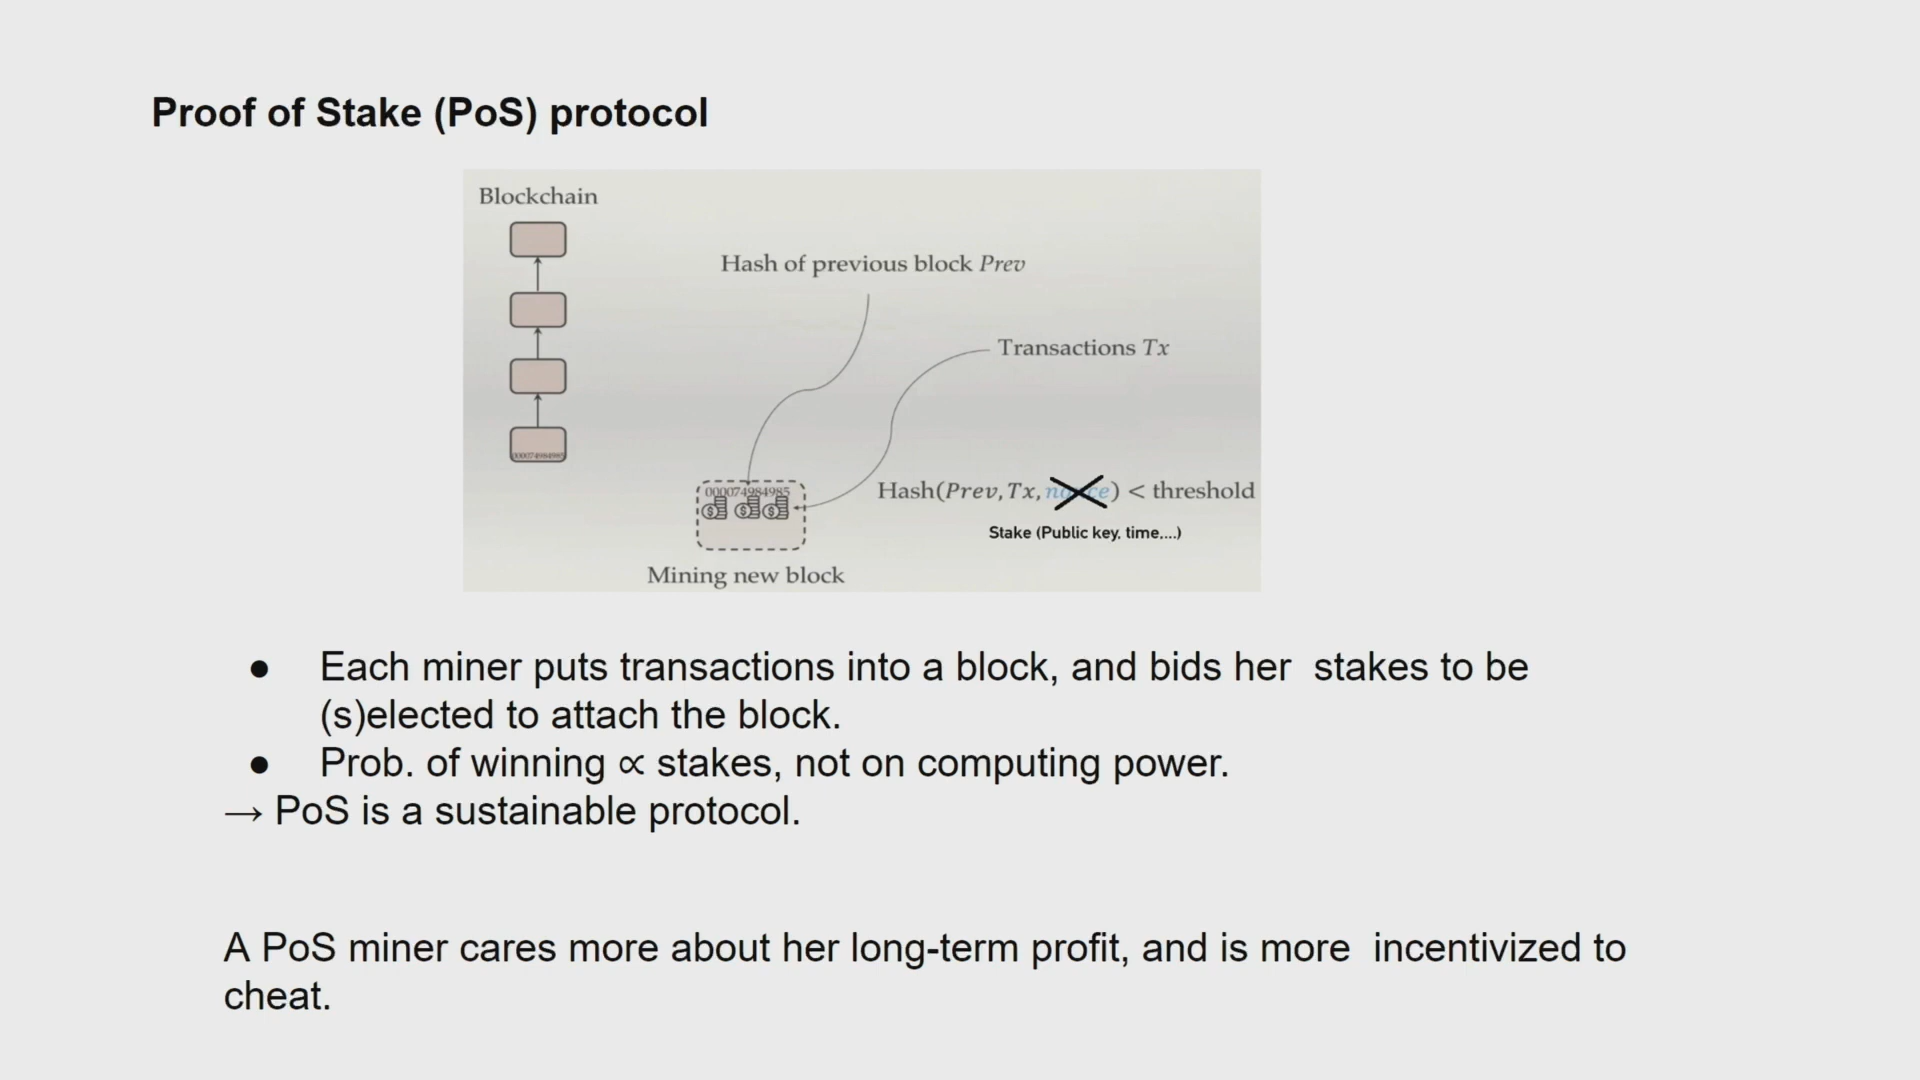 Proof of Stake (PoS) protocol
Blockchain
Hash of previous block Prev
Transactions Tx
000074984985
000074984985
Hash(Prev, Tx, nonce) < threshold
Stake (Public key, time,...)
Mining new block
● Each miner puts transactions into a block, and bids her stakes to be
(s)elected to attach the block.
● Prob. of winning ∝ stakes, not on computing power.
→ PoS is a sustainable protocol.
A PoS miner cares more about her long-term profit, and is more incentivized to
cheat.